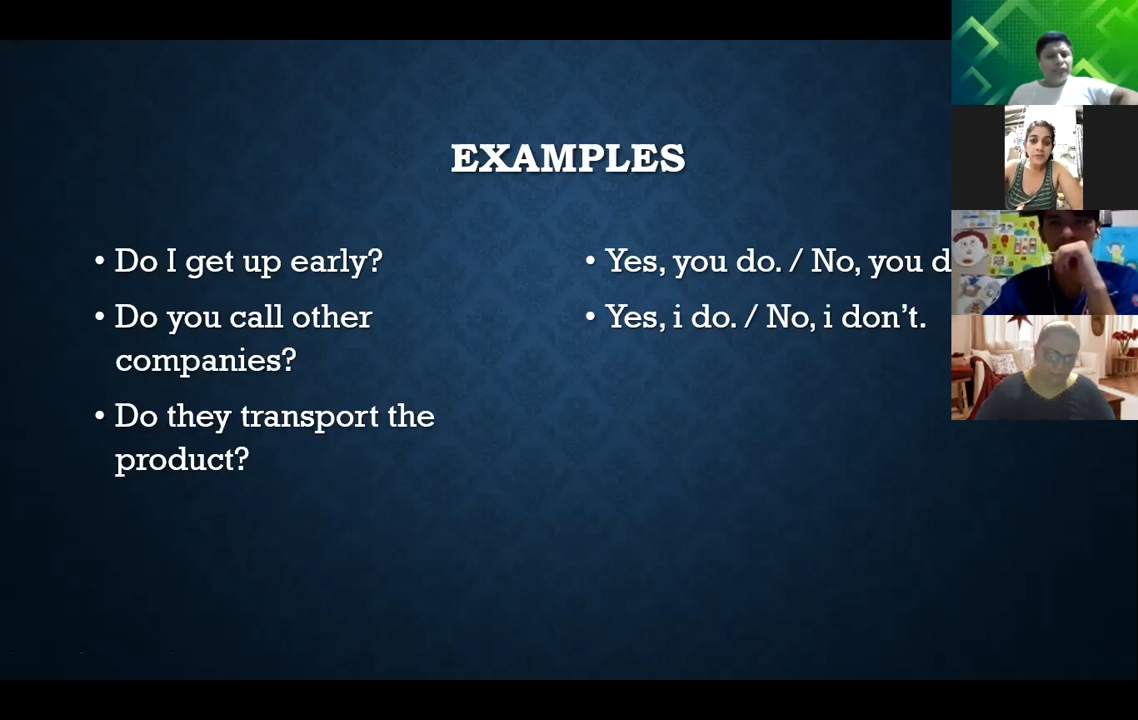 EXAMPLES
• Do I get up early?
• Do you call other
companies?
• Do they transport the
product?
• Yes, you do. / No, you
• Yes, i do. / No, i don’t.